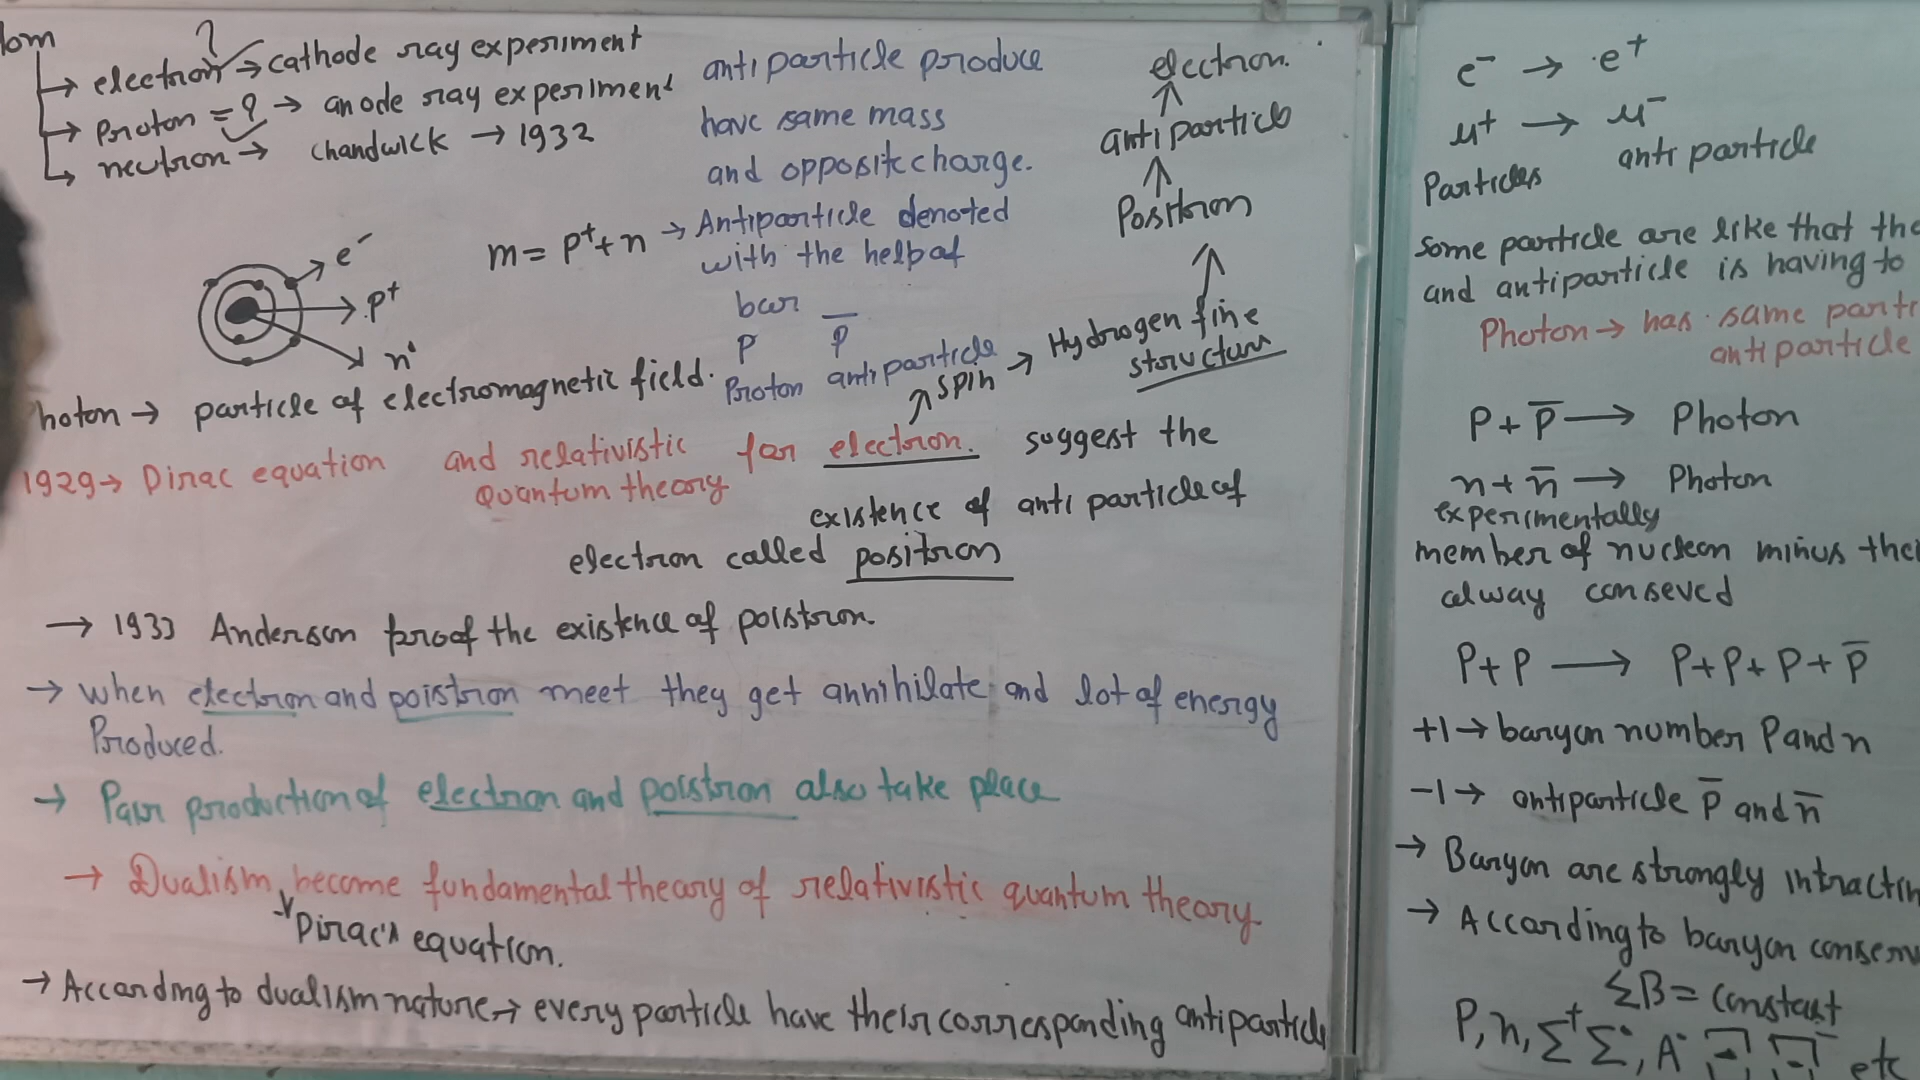 tom
?
→ electron → cathode ray experiment
→ Proton = ? → anode ray experiment
→ neutron → chandwick → 1932
e⁻
p⁺
n°
m = p⁺ + n
hoton → particle of electromagnetic field.
antiparticle produce
have same mass
and opposite charge.
→ Antiparticle denoted
with the help of
bar
P p̅
Proton antiparticle
electron.
↑
antiparticle
↑
Positron
↑
spin → Hydrogen fine
structure
1929 → Dirac equation and relativistic
Quantum theory
for electron. suggest the
existence of anti particle of
electron called positron
→ 1933 Anderson proof the existence of poistron.
→ when electron and poistron meet they get annihilate and lot of energy
Produced.
→ Pair production of electron and poistron also take place
→ Dualism become fundamental theory of relativistic quantum theory.
Dirac's equation.
→ According to dualism nature → every particle have their corresponding antiparticle
e⁻ → e⁺
μ⁺ → μ⁻
Particles anti particle
some particle are like that the
and antiparticle is having to
Photon → has same parti
antiparticle
P + p̅ → Photon
n + n̅ → Photon
experimentally
member of nucleon minus the
alway conseved
P + P → P + P + P + p̅
+1 → baryon number P and n
-1 → antiparticle p̅ and n̅
→ Baryon are strongly intractin
→ According to baryon conserv
ΣB = constant
P, n, Σ⁺ Σ°, Λ° etc